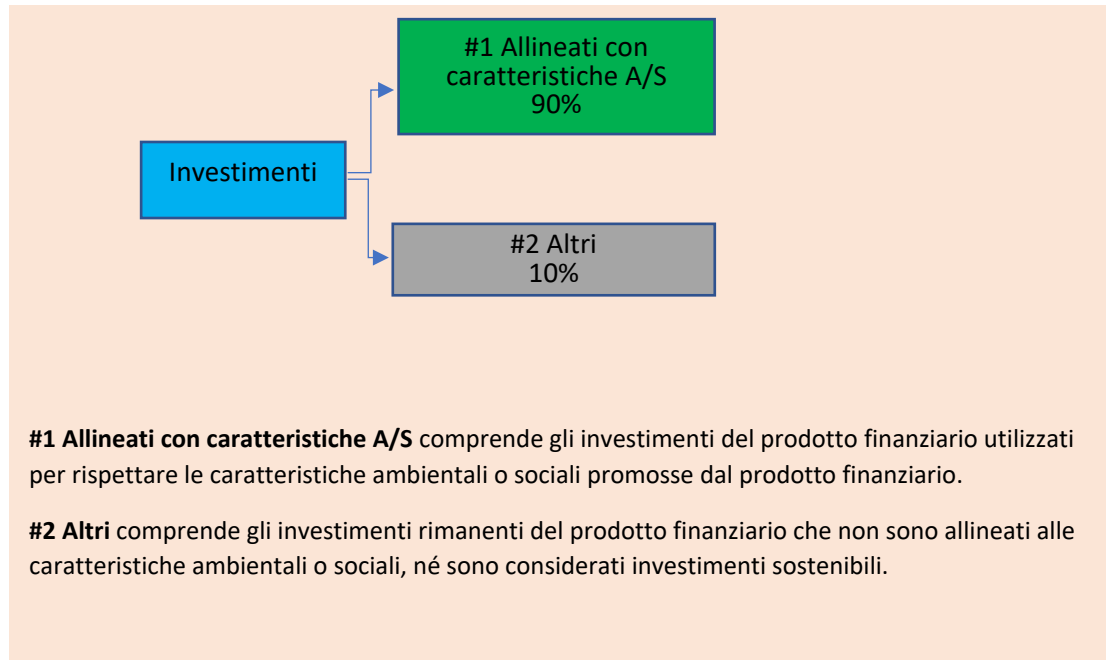 #1 Allineati con
caratteristiche A/S
90%
Investimenti
#2 Altri
10%
#1 Allineati con caratteristiche A/S comprende gli investimenti del prodotto finanziario utilizzati
per rispettare le caratteristiche ambientali o sociali promosse dal prodotto finanziario.
#2 Altri comprende gli investimenti rimanenti del prodotto finanziario che non sono allineati alle
caratteristiche ambientali o sociali, né sono considerati investimenti sostenibili.